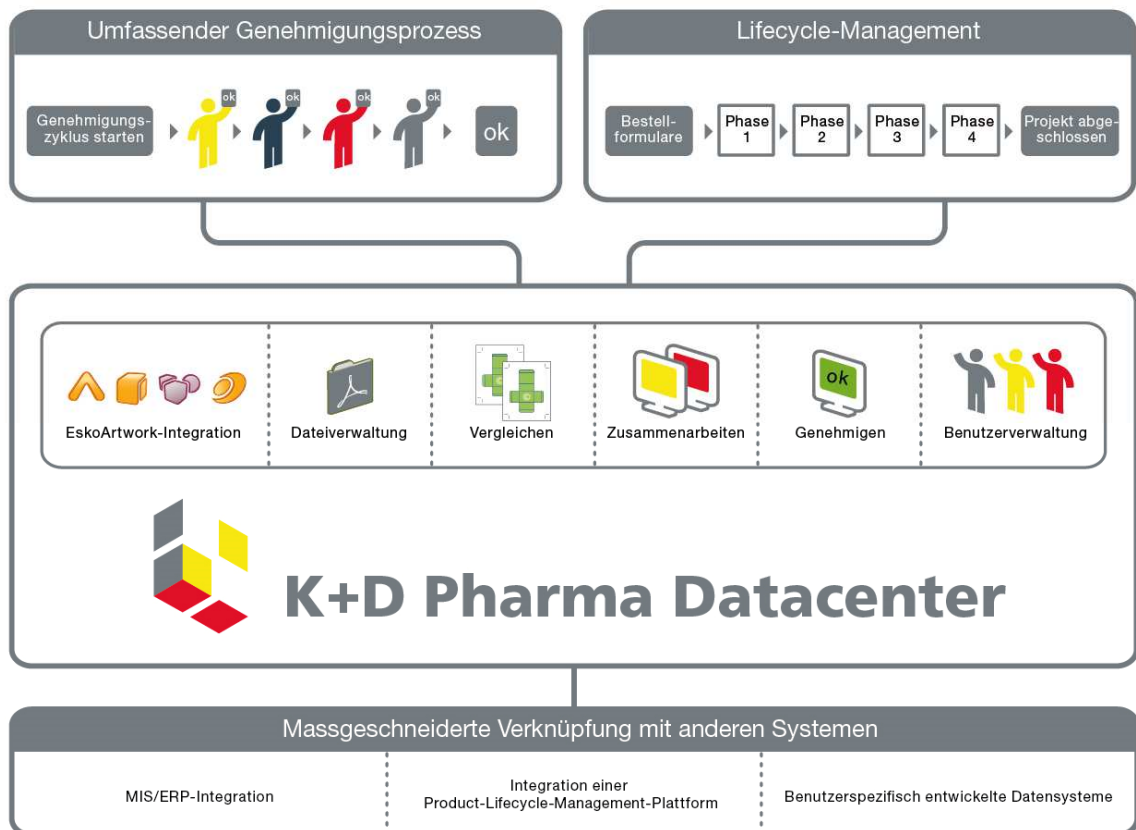 Umfassender Genehmigungsprozess
Genehmigungs-
zyklus starten
ok
ok
ok
ok
ok
Lifecycle-Management
Bestell-
formulare
Phase
1
Phase
2
Phase
3
Phase
4
Projekt abge-
schlossen
EskoArtwork-Integration
Dateiverwaltung
Vergleichen
Zusammenarbeiten
ok
Genehmigen
Benutzerverwaltung
K+D Pharma Datacenter
Massgeschneiderte Verknüpfung mit anderen Systemen
MIS/ERP-Integration
Integration einer
Product-Lifecycle-Management-Plattform
Benutzerspezifisch entwickelte Datensysteme